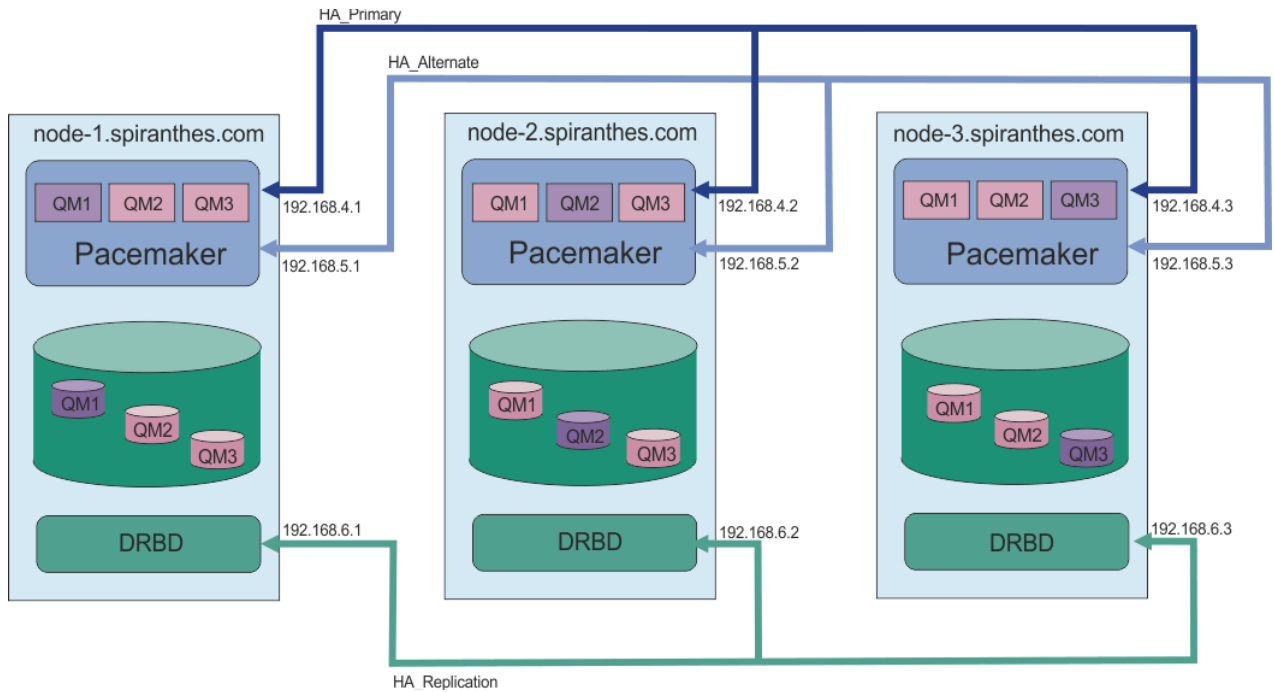 HA_Primary
HA_Alternate
node-1.spiranthes.com
QM1 QM2 QM3
Pacemaker
192.168.4.1
192.168.5.1
QM1
QM2
QM3
DRBD
192.168.6.1
node-2.spiranthes.com
QM1 QM2 QM3
Pacemaker
192.168.4.2
192.168.5.2
QM1
QM2
QM3
DRBD
192.168.6.2
node-3.spiranthes.com
QM1 QM2 QM3
Pacemaker
192.168.4.3
192.168.5.3
QM1
QM2
QM3
DRBD
192.168.6.3
HA_Replication